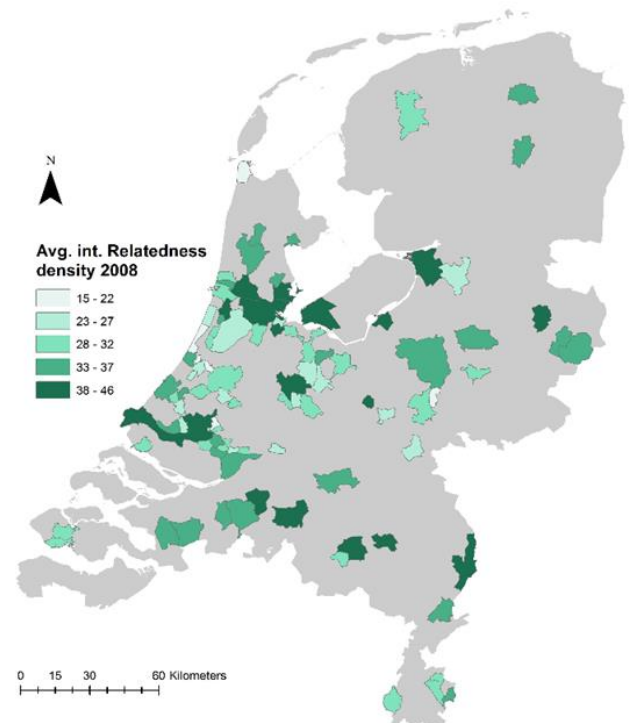 N
Avg. int. Relatedness
density 2008
15 - 22
23 - 27
28 - 32
33 - 37
38 - 46
0 15 30 60 Kilometers